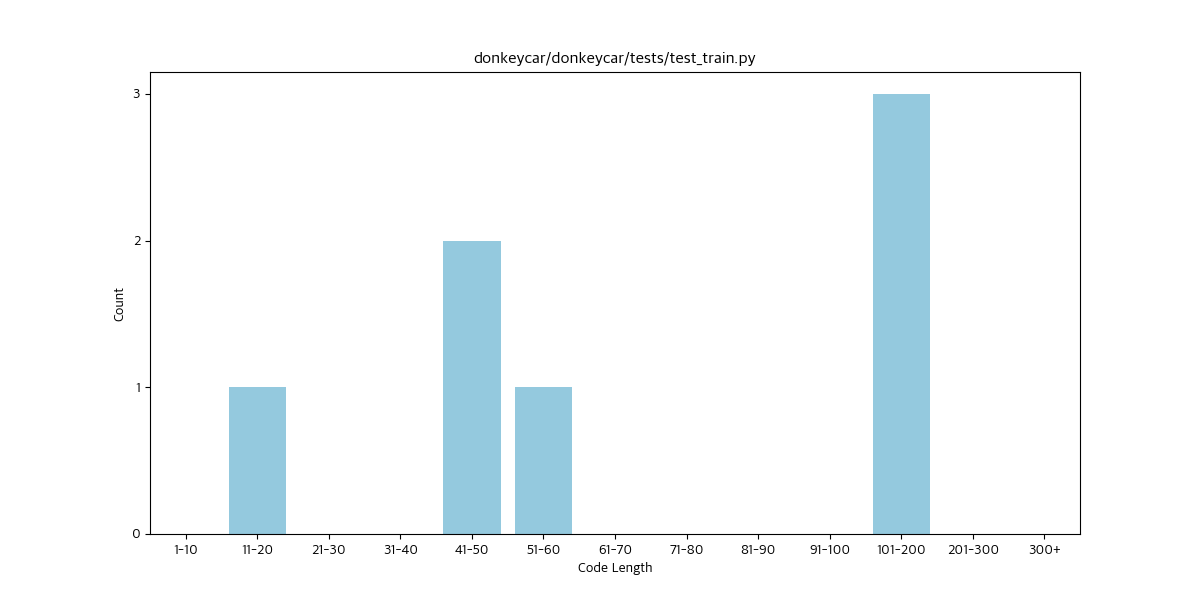 donkeycar/donkeycar/tests/test_train.py
Count
3
2
1
0
1-10 11-20 21-30 31-40 41-50 51-60 61-70 71-80 81-90 91-100 101-200 201-300 300+
Code Length